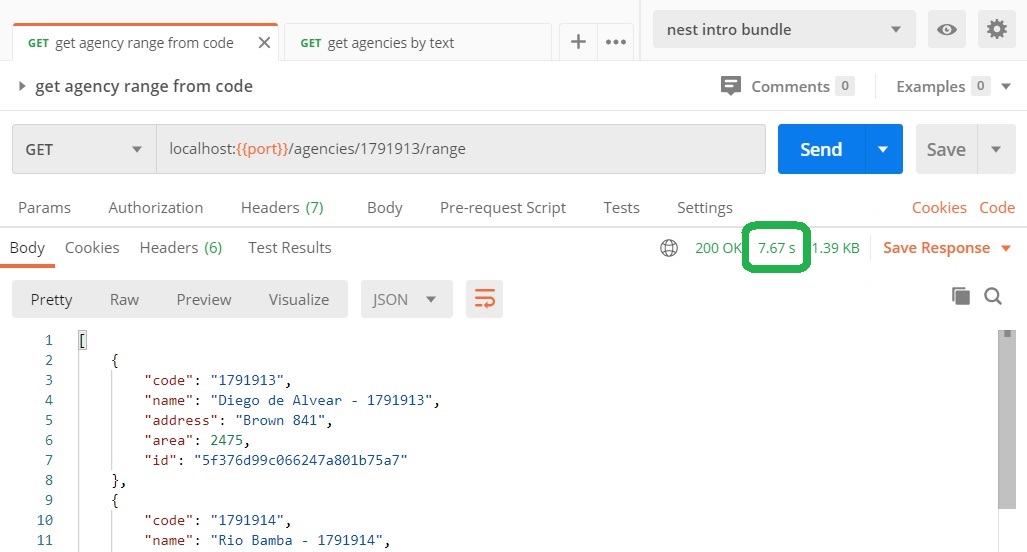 GET get agency range from code
GET get agencies by text
nest intro bundle
get agency range from code
Comments 0
Examples 0
GET
localhost:{{port}}/agencies/1791913/range
Send
Save
Params Authorization Headers (7) Body Pre-request Script Tests Settings Cookies Code
Body Cookies Headers (6) Test Results 200 OK 7.67 s 1.39 KB Save Response
Pretty Raw Preview Visualize JSON
1 [
2 {
3 "code": "1791913",
4 "name": "Diego de Alvear - 1791913",
5 "address": "Brown 841",
6 "area": 2475,
7 "id": "5f376d99c066247a801b75a7"
8 },
9 {
10 "code": "1791914",
11 "name": "Rio Bamba - 1791914",